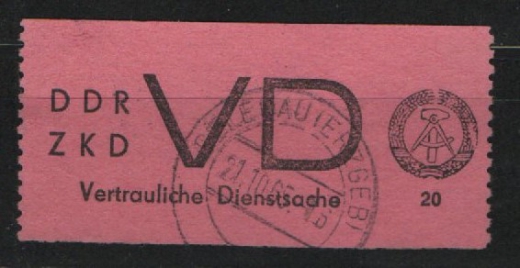 DDR
ZKD
VD
Vertrauliche Dienstsache
20